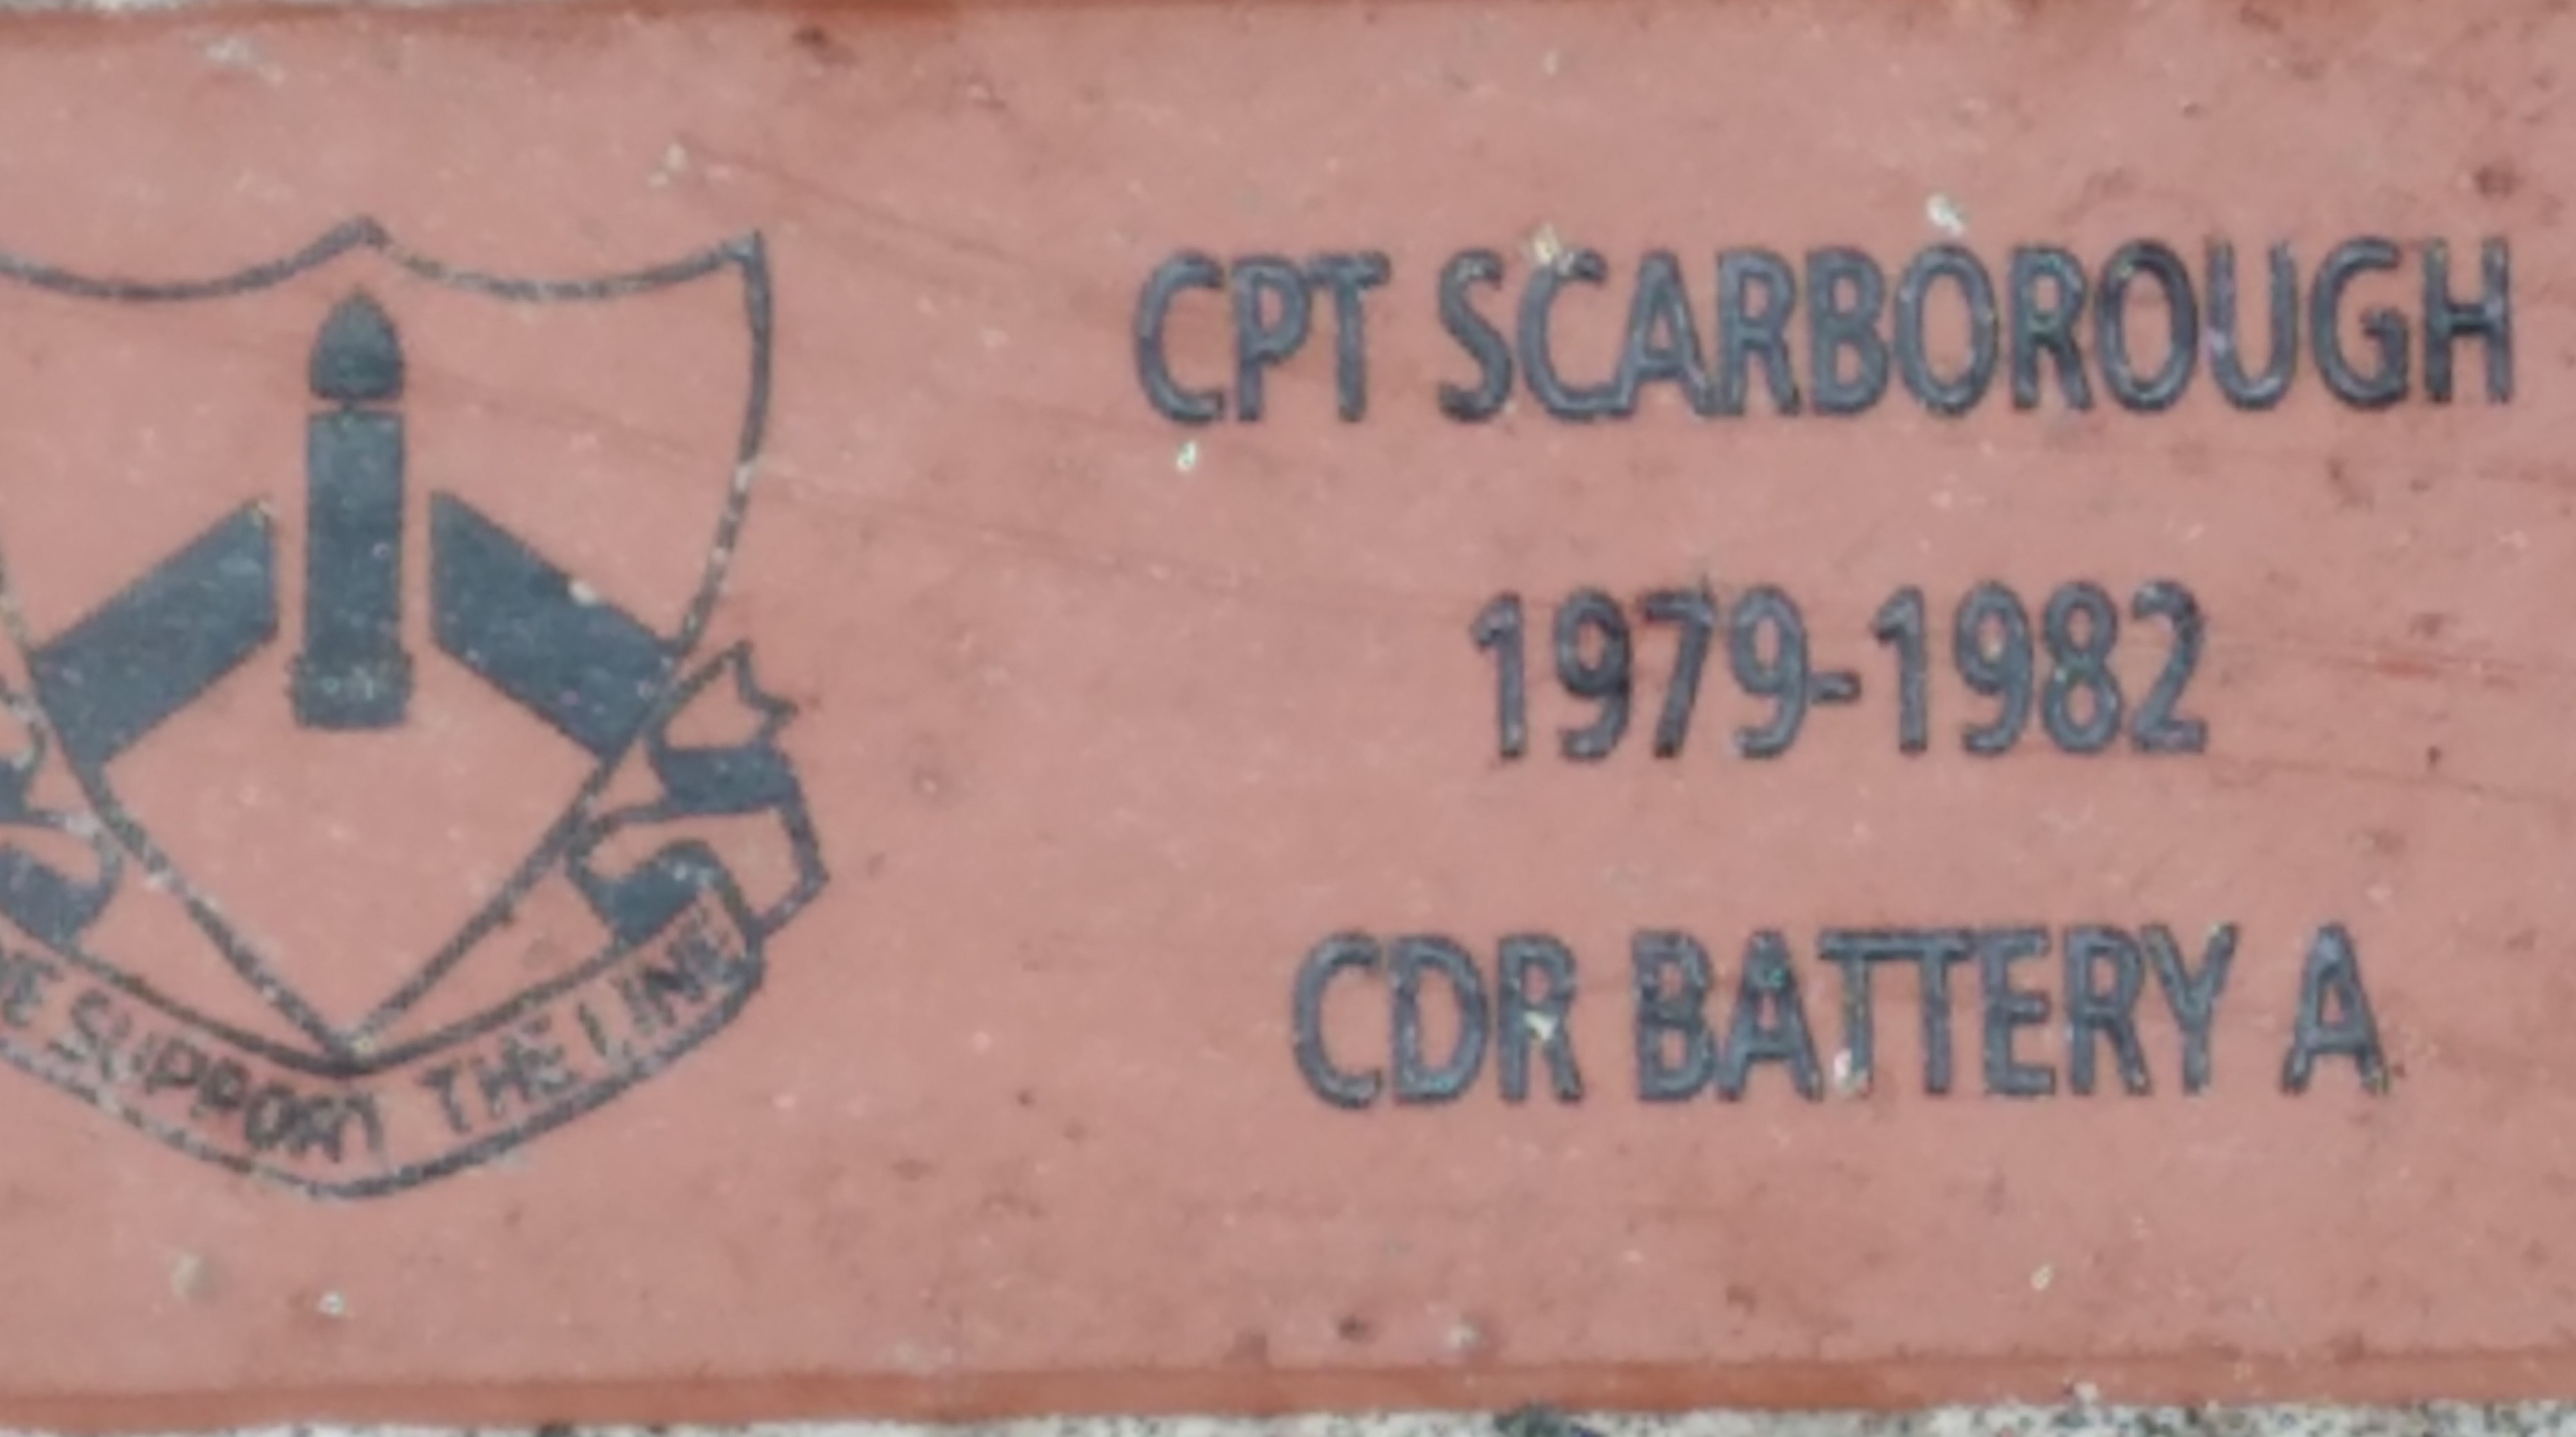 CPT SCARBOROUGH
1979-1982
CDR BATTERY A
SUPPORT THE LINE